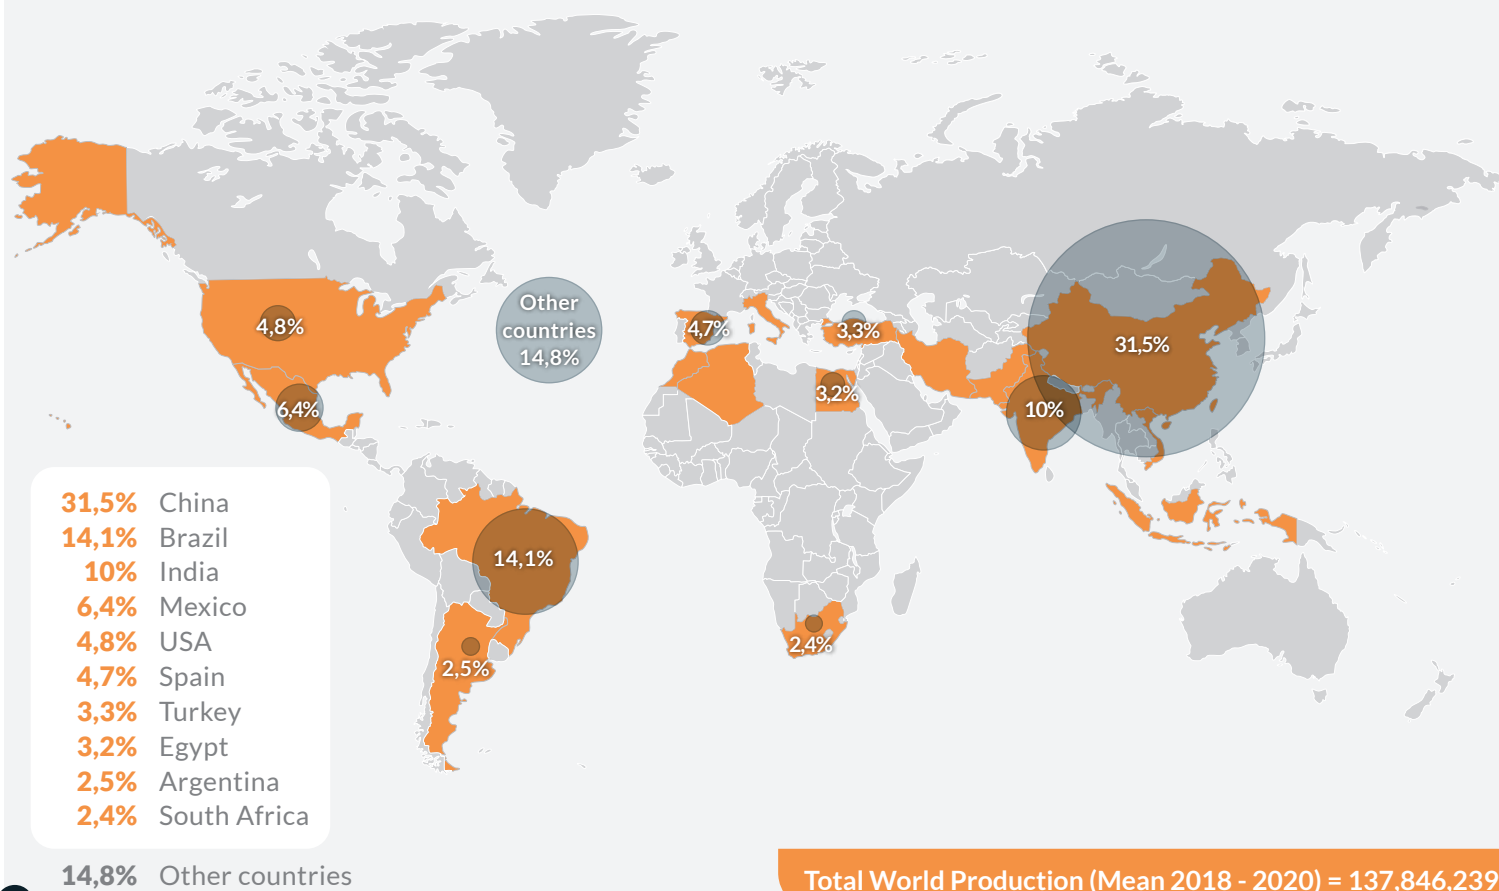 Other
countries
14,8%
4,8%
4,7%
3,3%
31,5%
3,2%
6,4%
10%
14,1%
2,4%
2,5%
31,5% China
14,1% Brazil
10% India
6,4% Mexico
4,8% USA
4,7% Spain
3,3% Turkey
3,2% Egypt
2,5% Argentina
2,4% South Africa
14,8% Other countries
Total World Production (Mean 2018 - 2020) = 137,846,239